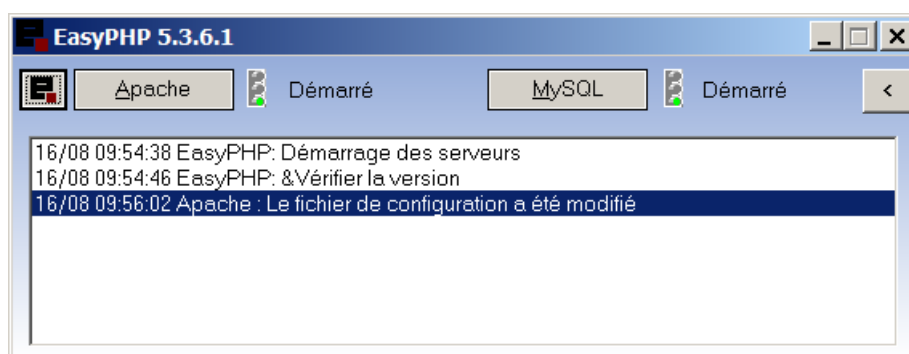 EasyPHP 5.3.6.1
Apache Démarré MySQL Démarré <
16/08 09:54:38 EasyPHP: Démarrage des serveurs
16/08 09:54:46 EasyPHP: &Vérifier la version
16/08 09:56:02 Apache : Le fichier de configuration a été modifié